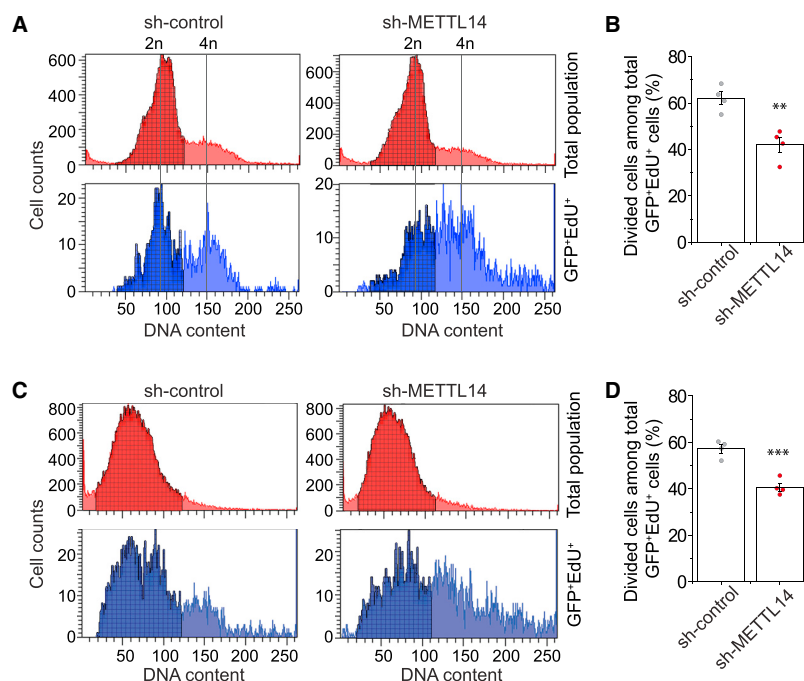 A
sh-control
sh-METTL14
2n
4n
2n
4n
600
400
200
0
600
400
200
0
Total population
20
10
0
20
10
0
GFP+EdU+
Cell counts
50 100 150 200 250
50 100 150 200 250
DNA content
DNA content
B
Divided cells among total
GFP+EdU+ cells (%)
80
60
40
20
0
**
sh-control
sh-METTL14
C
sh-control
sh-METTL14
800
600
400
200
0
800
600
400
200
0
Total population
20
10
0
20
10
0
GFP+EdU+
Cell counts
50 100 150 200 250
50 100 150 200 250
DNA content
DNA content
D
Divided cells among total
GFP+EdU+ cells (%)
80
60
40
20
0
***
sh-control
sh-METTL14